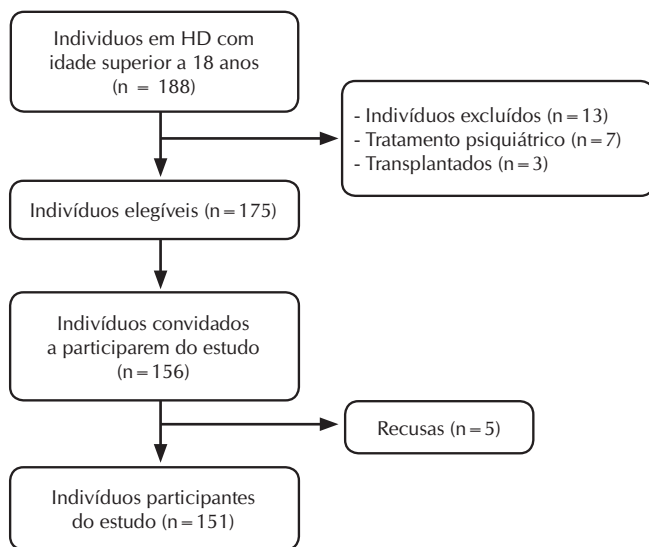 Individuos em HD com
idade superior a 18 anos
(n = 188)
- Indivíduos excluídos (n=13)
- Tratamento psiquiátrico (n=7)
- Transplantados (n=3)
Indivíduos elegíveis (n=175)
Indivíduos convidados
a participarem do estudo
(n=156)
Recusas (n=5)
Indivíduos participantes
do estudo (n=151)